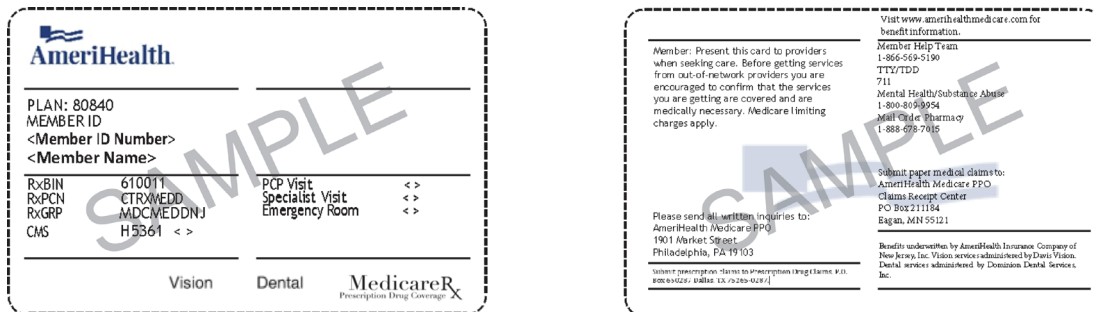 AmeriHealth
PLAN: 80840
MEMBER ID
<Member ID Number>
<Member Name>
RxBIN 610011
RxPCN CTRXMEDD
RxGRP MDCMEDDNJ
CMS H5361 < >
PCP Visit < >
Specialist Visit < >
Emergency Room < >
SAMPLE
Vision Dental MedicareRx
Prescription Drug Coverage
Member: Present this card to providers
when seeking care. Before getting services
from out-of-network providers you are
encouraged to confirm that the services
you are getting are covered and are
medically necessary. Medicare limiting
charges apply.
Please send all written inquiries to:
AmeriHealth Medicare PPO
1901 Market Street
Philadelphia, PA 19103
Submit prescription claims to Prescription Drug Claims, P.O.
Box 650287 Dallas, TX 75265-0287.
Visit www.amerihealthmedicare.com for
benefit information.
Member Help Team
1-866-569-5190
TTY/TDD
711
Mental Health/Substance Abuse
1-800-809-9954
Mail Order Pharmacy
1-888-678-7015
Submit paper medical claims to:
AmeriHealth Medicare PPO
Claims Receipt Center
PO Box 211184
Eagan, MN 55121
Benefits underwritten by AmeriHealth Insurance Company of
New Jersey, Inc. Vision services administered by Davis Vision.
Dental services administered by Dominion Dental Services,
Inc.
SAMPLE